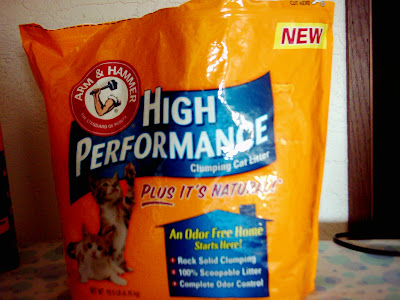 NEW
ARM & HAMMER
THE STANDARD OF PURITY
HIGH
PERFORMANCE
Clumping Cat Litter
PLUS IT'S NATURAL!
An Odor Free Home
Starts Here!
• Rock Solid Clumping
• 100% Scoopable Litter
• Complete Odor Control